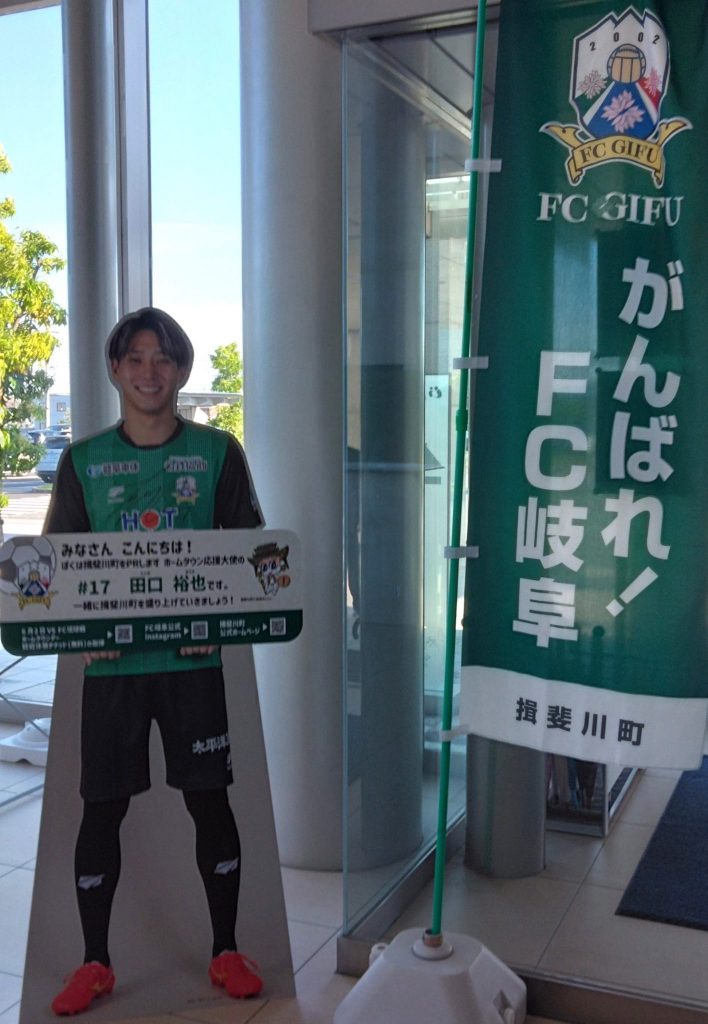 2002
FC GIFU
FC GIFU
がんばれ!
FC岐阜
揖斐川町
HOT
みなさん こんにちは!
ぼくは揖斐川町をPRします ホームタウン応援大使の
#17 田口 裕也です。
一緒に揖斐川町を盛り上げていきましょう!
FC岐阜公式
Instagram
揖斐川町
公式ホームページ
太平洋